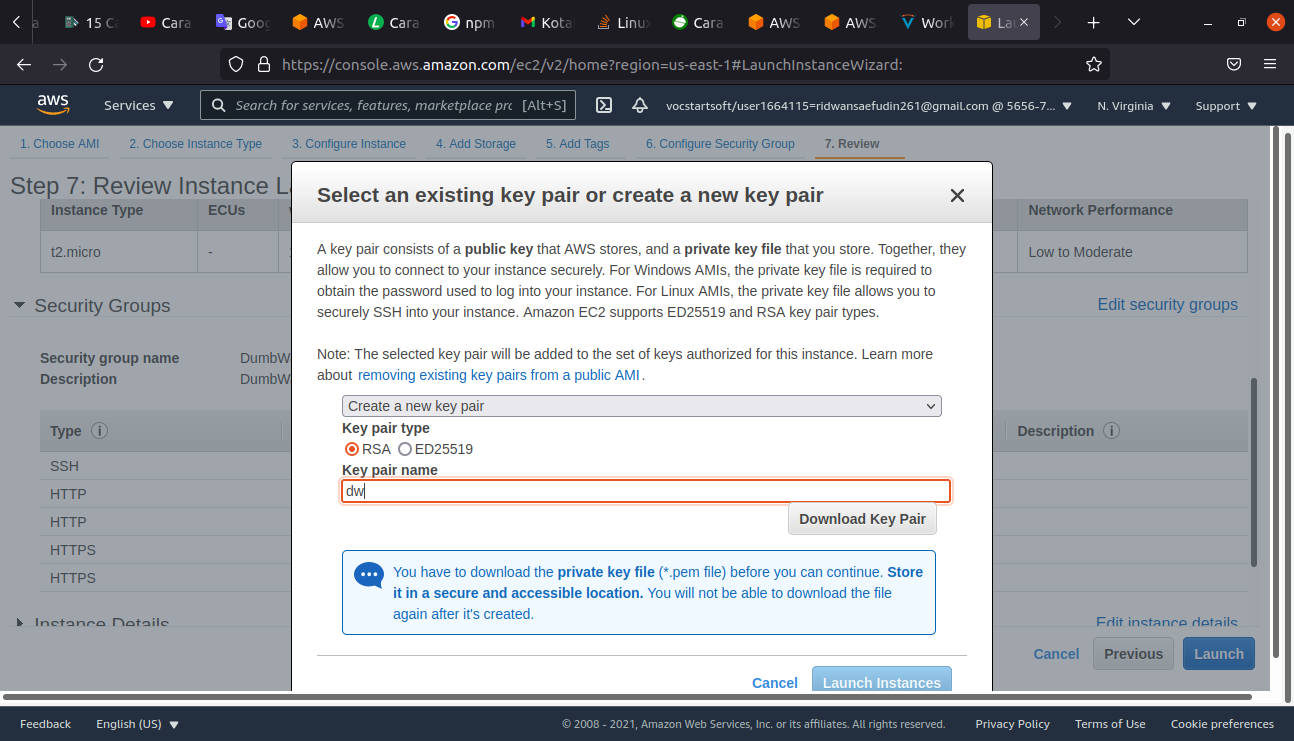 15 C
Cara
Goog
AWS
Cara
npm
Kota
Linu
Cara
AWS
AWS
Work
La
https://console.aws.amazon.com/ec2/v2/home?region=us-east-1#LaunchInstanceWizard:
aws
Services
Search for services, features, marketplace prc [Alt+S]
vocstartsoft/user1664115=ridwansaefudin261@gmail.com @ 5656-7...
N. Virginia
Support
1. Choose AMI 2. Choose Instance Type 3. Configure Instance 4. Add Storage 5. Add Tags 6. Configure Security Group 7. Review
Step 7: Review Instance L
Instance Type ECUs Network Performance
t2.micro - Low to Moderate
Security Groups Edit security groups
Security group name DumbW
Description DumbW
Type Description
SSH
HTTP
HTTP
HTTPS
HTTPS
Instance Details Edit instance details
Cancel Previous Launch
Select an existing key pair or create a new key pair
A key pair consists of a public key that AWS stores, and a private key file that you store. Together, they
allow you to connect to your instance securely. For Windows AMIs, the private key file is required to
obtain the password used to log into your instance. For Linux AMIs, the private key file allows you to
securely SSH into your instance. Amazon EC2 supports ED25519 and RSA key pair types.
Note: The selected key pair will be added to the set of keys authorized for this instance. Learn more
about removing existing key pairs from a public AMI .
Create a new key pair
Key pair type
RSA ED25519
Key pair name
dw
Download Key Pair
You have to download the private key file (*.pem file) before you can continue. Store
it in a secure and accessible location. You will not be able to download the file
again after it's created.
Cancel Launch Instances
Feedback English (US) © 2008 - 2021, Amazon Web Services, Inc. or its affiliates. All rights reserved. Privacy Policy Terms of Use Cookie preferences